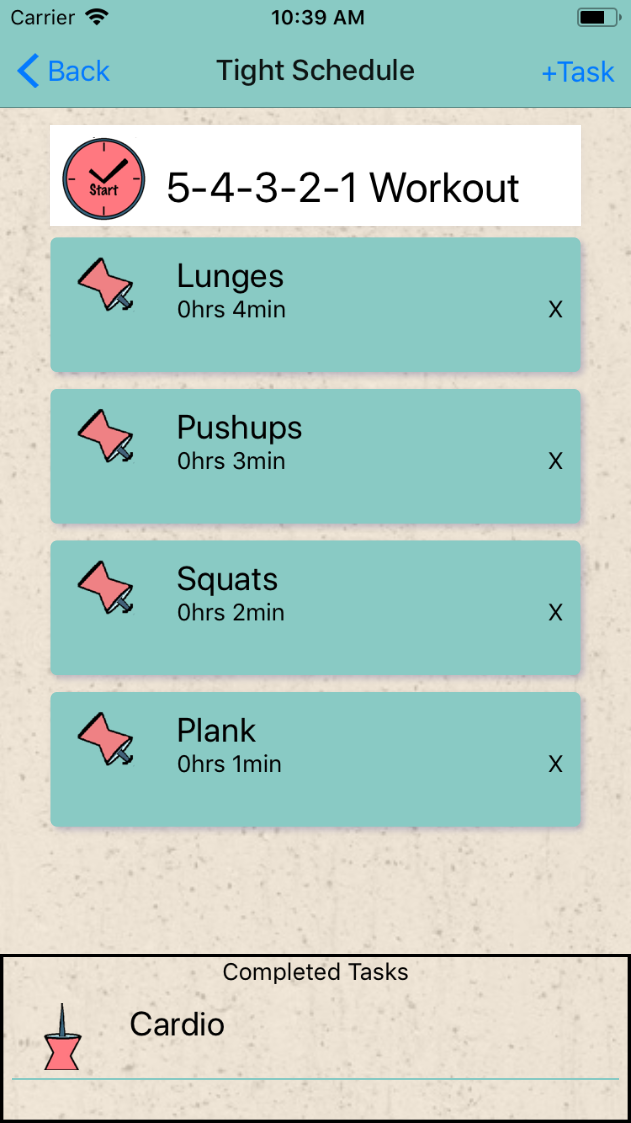 Carrier 10:39 AM
Back Tight Schedule +Task
Start 5-4-3-2-1 Workout
Lunges
0hrs 4min X
Pushups
0hrs 3min X
Squats
0hrs 2min X
Plank
0hrs 1min X
Completed Tasks
Cardio